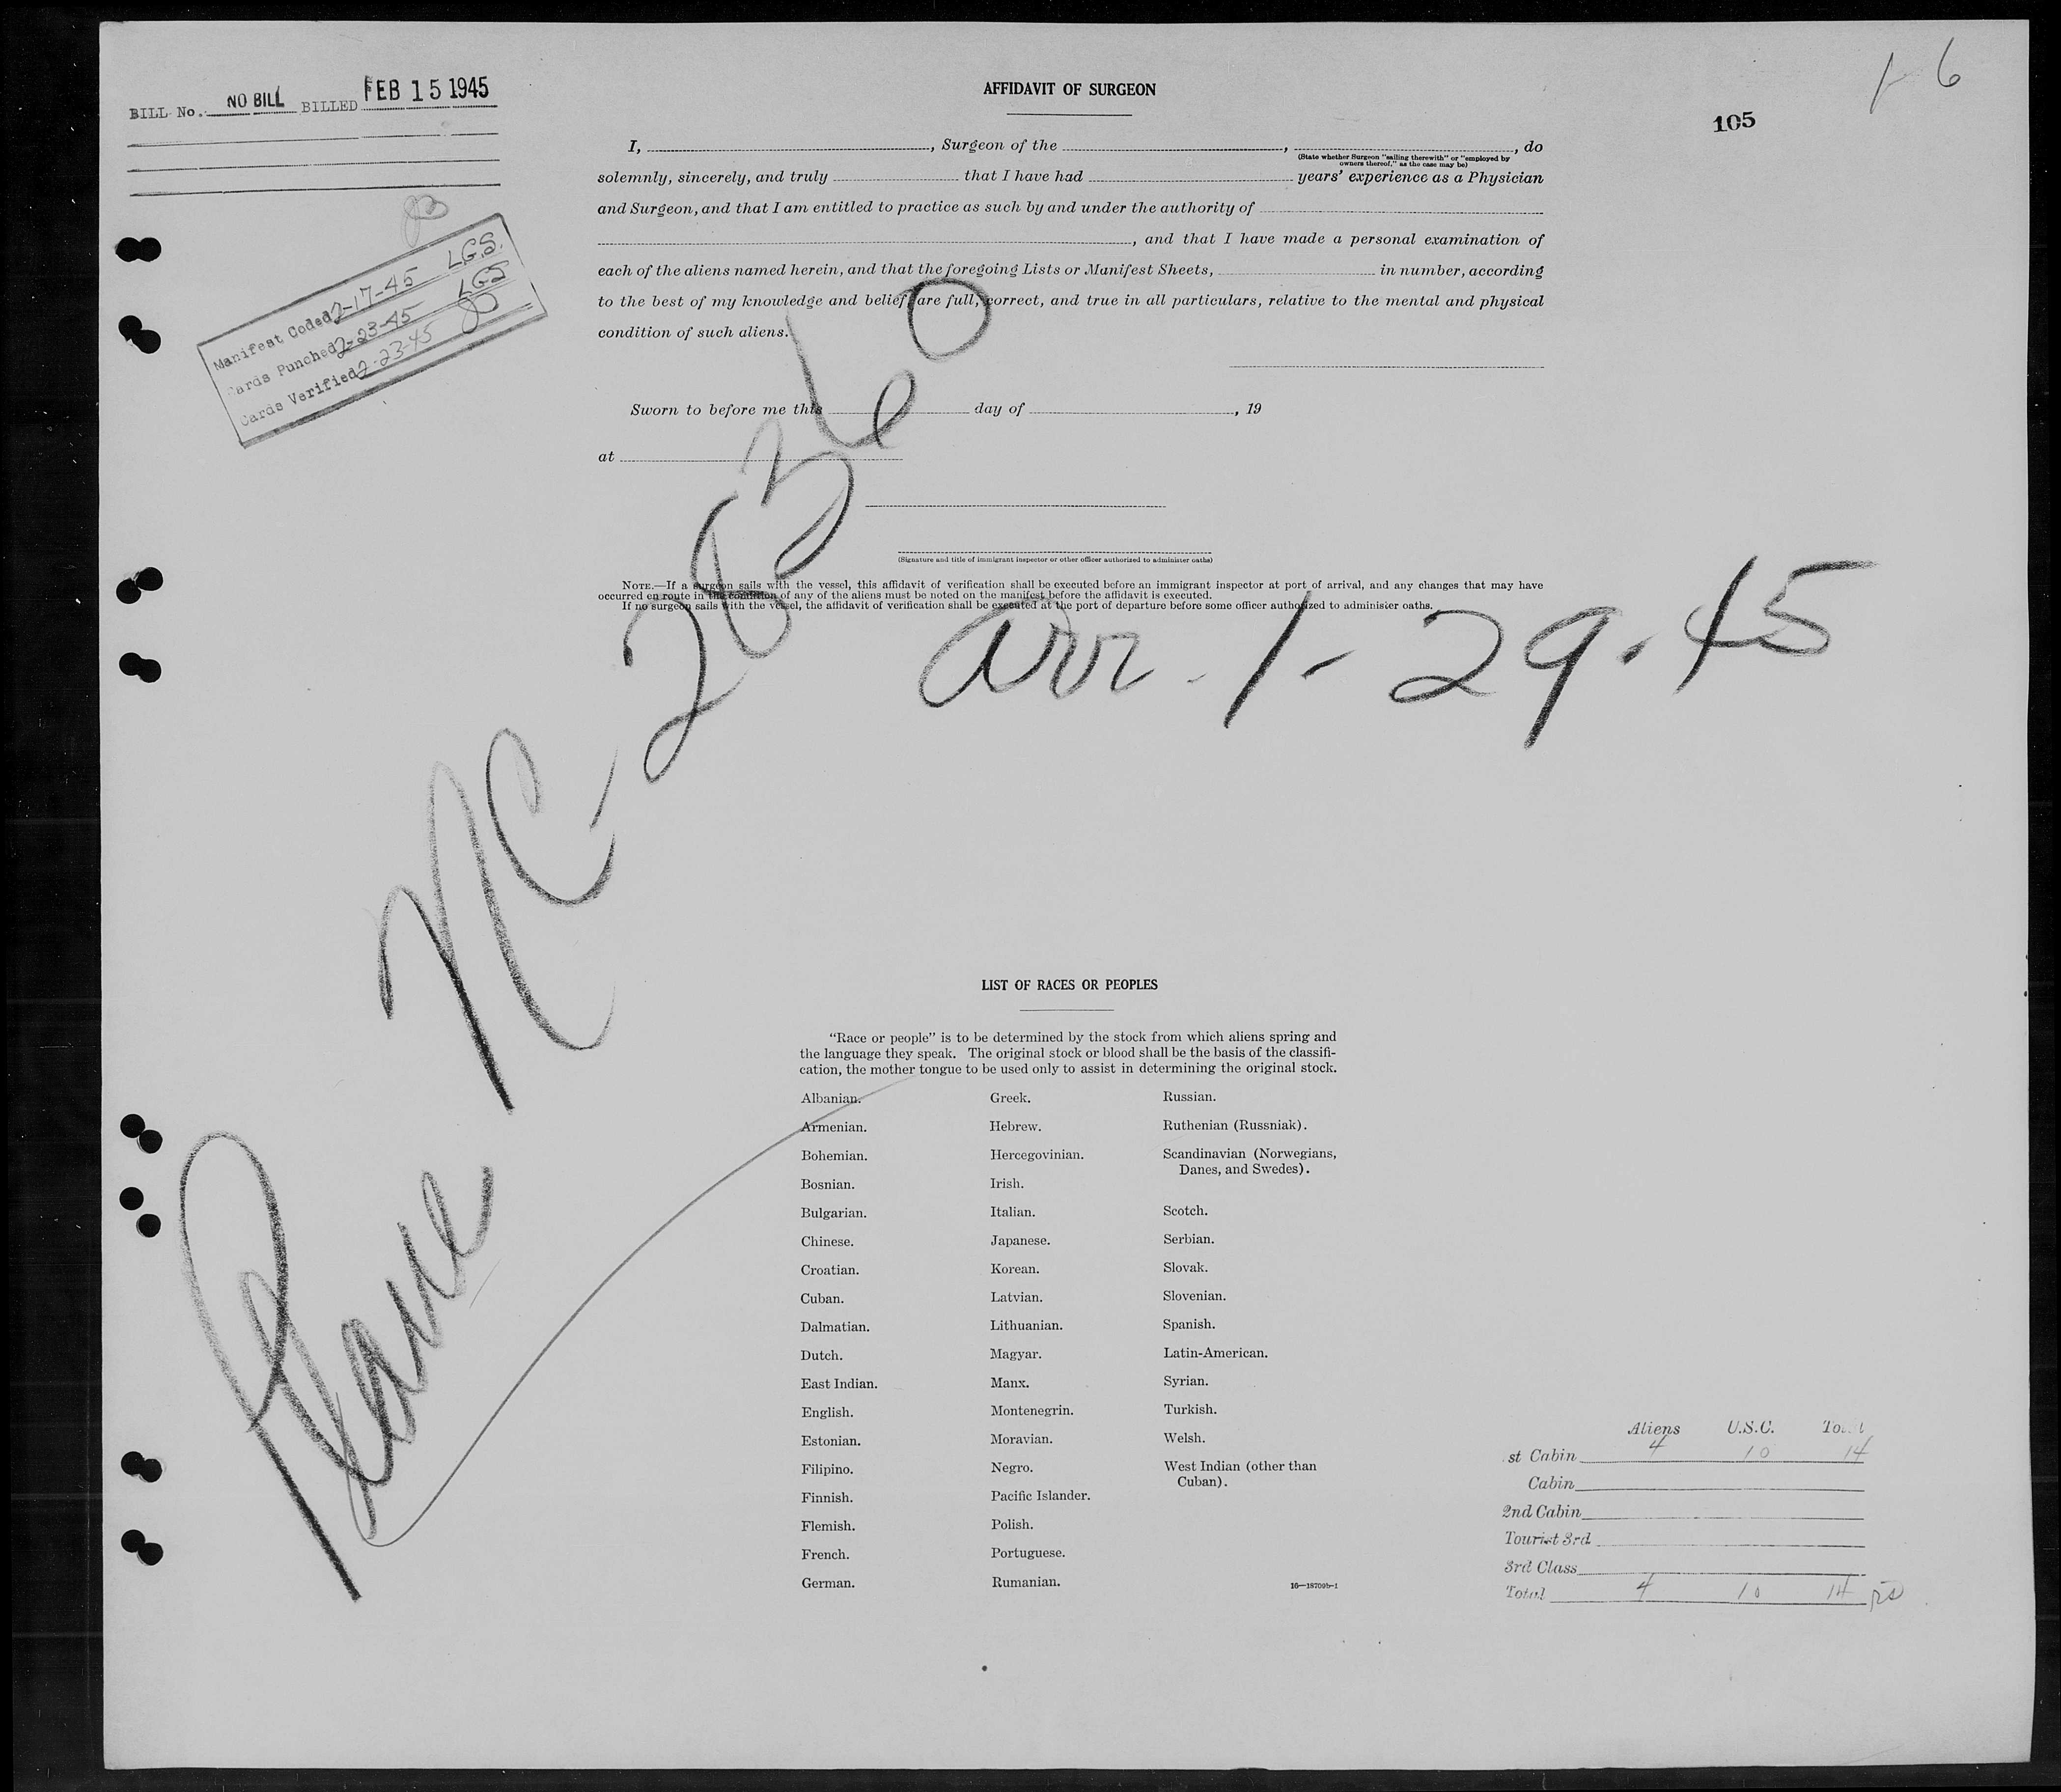 BILL No. NO BILL BILLED FEB 15 1945
1-6
105
AFFIDAVIT OF SURGEON
I, , Surgeon of the , , do
(State whether Surgeon "sailing therewith" or "employed by
owners thereof," as the case may be)
solemnly, sincerely, and truly that I have had years' experience as a Physician
and Surgeon, and that I am entitled to practice as such by and under the authority of
, and that I have made a personal examination of
each of the aliens named herein, and that the foregoing Lists or Manifest Sheets, in number, according
to the best of my knowledge and belief, are full, correct, and true in all particulars, relative to the mental and physical
condition of such aliens.
Manifest Coded 2-17-45 LGS.
Cards Punched 2-23-45 LGS
Cards Verified 2-23-45
Sworn to before me this day of , 19
at
(Signature and title of immigrant inspector or other officer authorized to administer oaths)
NOTE.—If a surgeon sails with the vessel, this affidavit of verification shall be executed before an immigrant inspector at port of arrival, and any changes that may have
occurred en route in the condition of any of the aliens must be noted on the manifest before the affidavit is executed.
If no surgeon sails with the vessel, the affidavit of verification shall be executed at the port of departure before some officer authorized to administer oaths.
Plane NC-28360
arr. 1-29-45
LIST OF RACES OR PEOPLES
"Race or people" is to be determined by the stock from which aliens spring and
the language they speak. The original stock or blood shall be the basis of the classifi-
cation, the mother tongue to be used only to assist in determining the original stock.
Albanian.
Armenian.
Bohemian.
Bosnian.
Bulgarian.
Chinese.
Croatian.
Cuban.
Dalmatian.
Dutch.
East Indian.
English.
Estonian.
Filipino.
Finnish.
Flemish.
French.
German.
Greek.
Hebrew.
Hercegovinian.
Irish.
Italian.
Japanese.
Korean.
Latvian.
Lithuanian.
Magyar.
Manx.
Montenegrin.
Moravian.
Negro.
Pacific Islander.
Polish.
Portuguese.
Rumanian.
Russian.
Ruthenian (Russniak).
Scandinavian (Norwegians,
Danes, and Swedes).
Scotch.
Serbian.
Slovak.
Slovenian.
Spanish.
Latin-American.
Syrian.
Turkish.
Welsh.
West Indian (other than
Cuban).
16—18709b-1
Aliens U.S.C. Total
st Cabin 4 10 14
Cabin
2nd Cabin
Tourist 3rd
3rd Class
Total 4 10 14